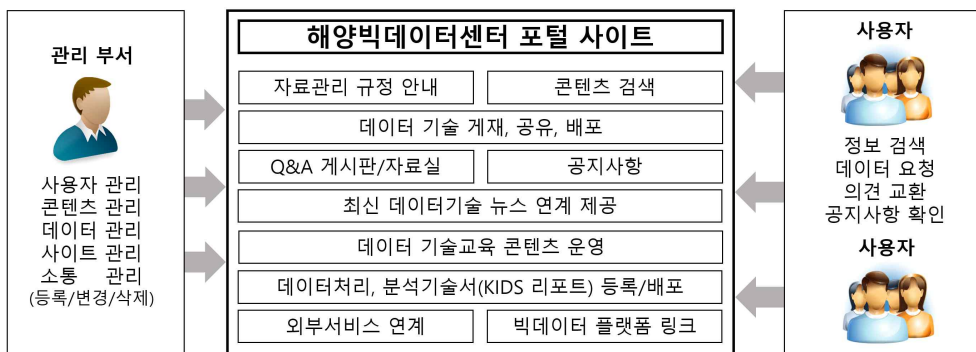 관리 부서
사용자 관리
콘텐츠 관리
데이터 관리
사이트 관리
소통 관리
(등록/변경/삭제)
해양빅데이터센터 포털 사이트
자료관리 규정 안내
콘텐츠 검색
데이터 기술 게재, 공유, 배포
Q&A 게시판/자료실
공지사항
최신 데이터기술 뉴스 연계 제공
데이터 기술교육 콘텐츠 운영
데이터처리, 분석기술서(KIDS 리포트) 등록/배포
외부서비스 연계
빅데이터 플랫폼 링크
사용자
정보 검색
데이터 요청
의견 교환
공지사항 확인
사용자